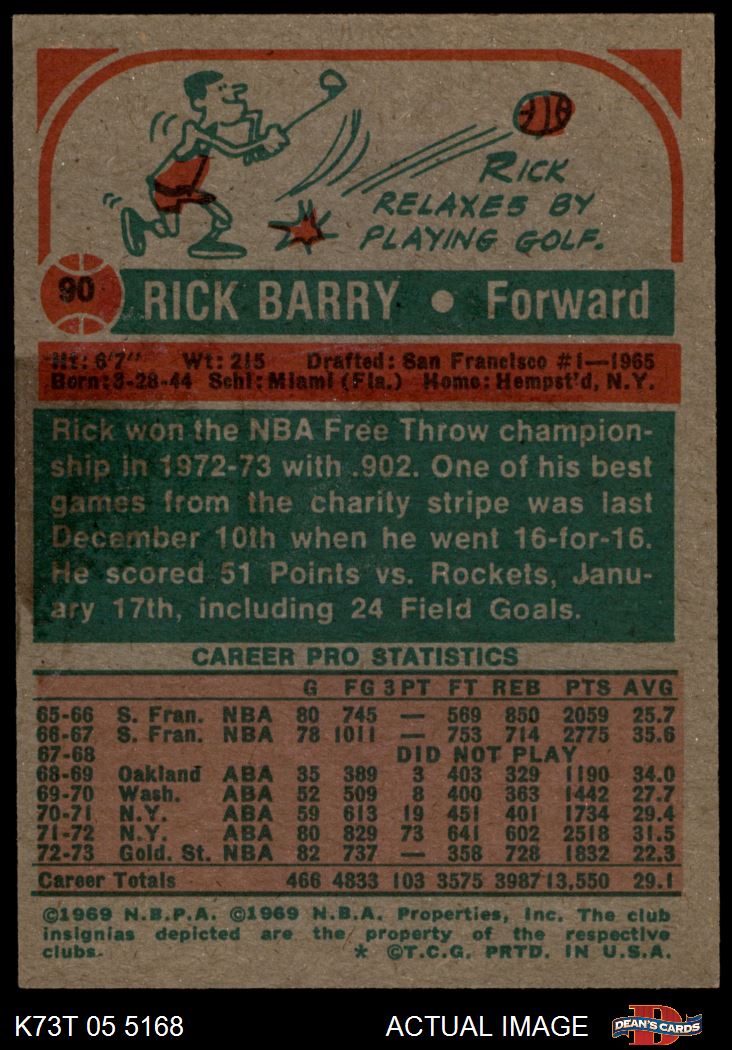 RICK
RELAXES BY
PLAYING GOLF.
90
RICK BARRY • Forward
Ht: 6'7" Wt: 215 Drafted: San Francisco #1—1965
Born: 3-28-44 Schl: Miami (Fla.) Home: Hempst'd, N.Y.
Rick won the NBA Free Throw champion-
ship in 1972-73 with .902. One of his best
games from the charity stripe was last
December 10th when he went 16-for-16.
He scored 51 Points vs. Rockets, Janu-
ary 17th, including 24 Field Goals.
CAREER PRO STATISTICS
G FG 3PT FT REB PTS AVG
65-66 S. Fran. NBA 80 745 — 569 850 2059 25.7
66-67 S. Fran. NBA 78 1011 — 753 714 2775 35.6
67-68 DID NOT PLAY
68-69 Oakland ABA 35 389 3 403 329 1190 34.0
69-70 Wash. ABA 52 509 8 400 363 1442 27.7
70-71 N.Y. ABA 59 613 19 451 401 1734 29.4
71-72 N.Y. ABA 80 829 73 641 602 2518 31.5
72-73 Gold. St. NBA 82 737 — 358 728 1832 22.3
Career Totals 466 4833 103 3575 3987 13,550 29.1
©1969 N.B.P.A. ©1969 N.B.A. Properties, Inc. The club
insignias depicted are the property of the respective
clubs. * ©T.C.G. PRTD. IN U.S.A.
K73T 05 5168 ACTUAL IMAGE DEAN'S CARDS